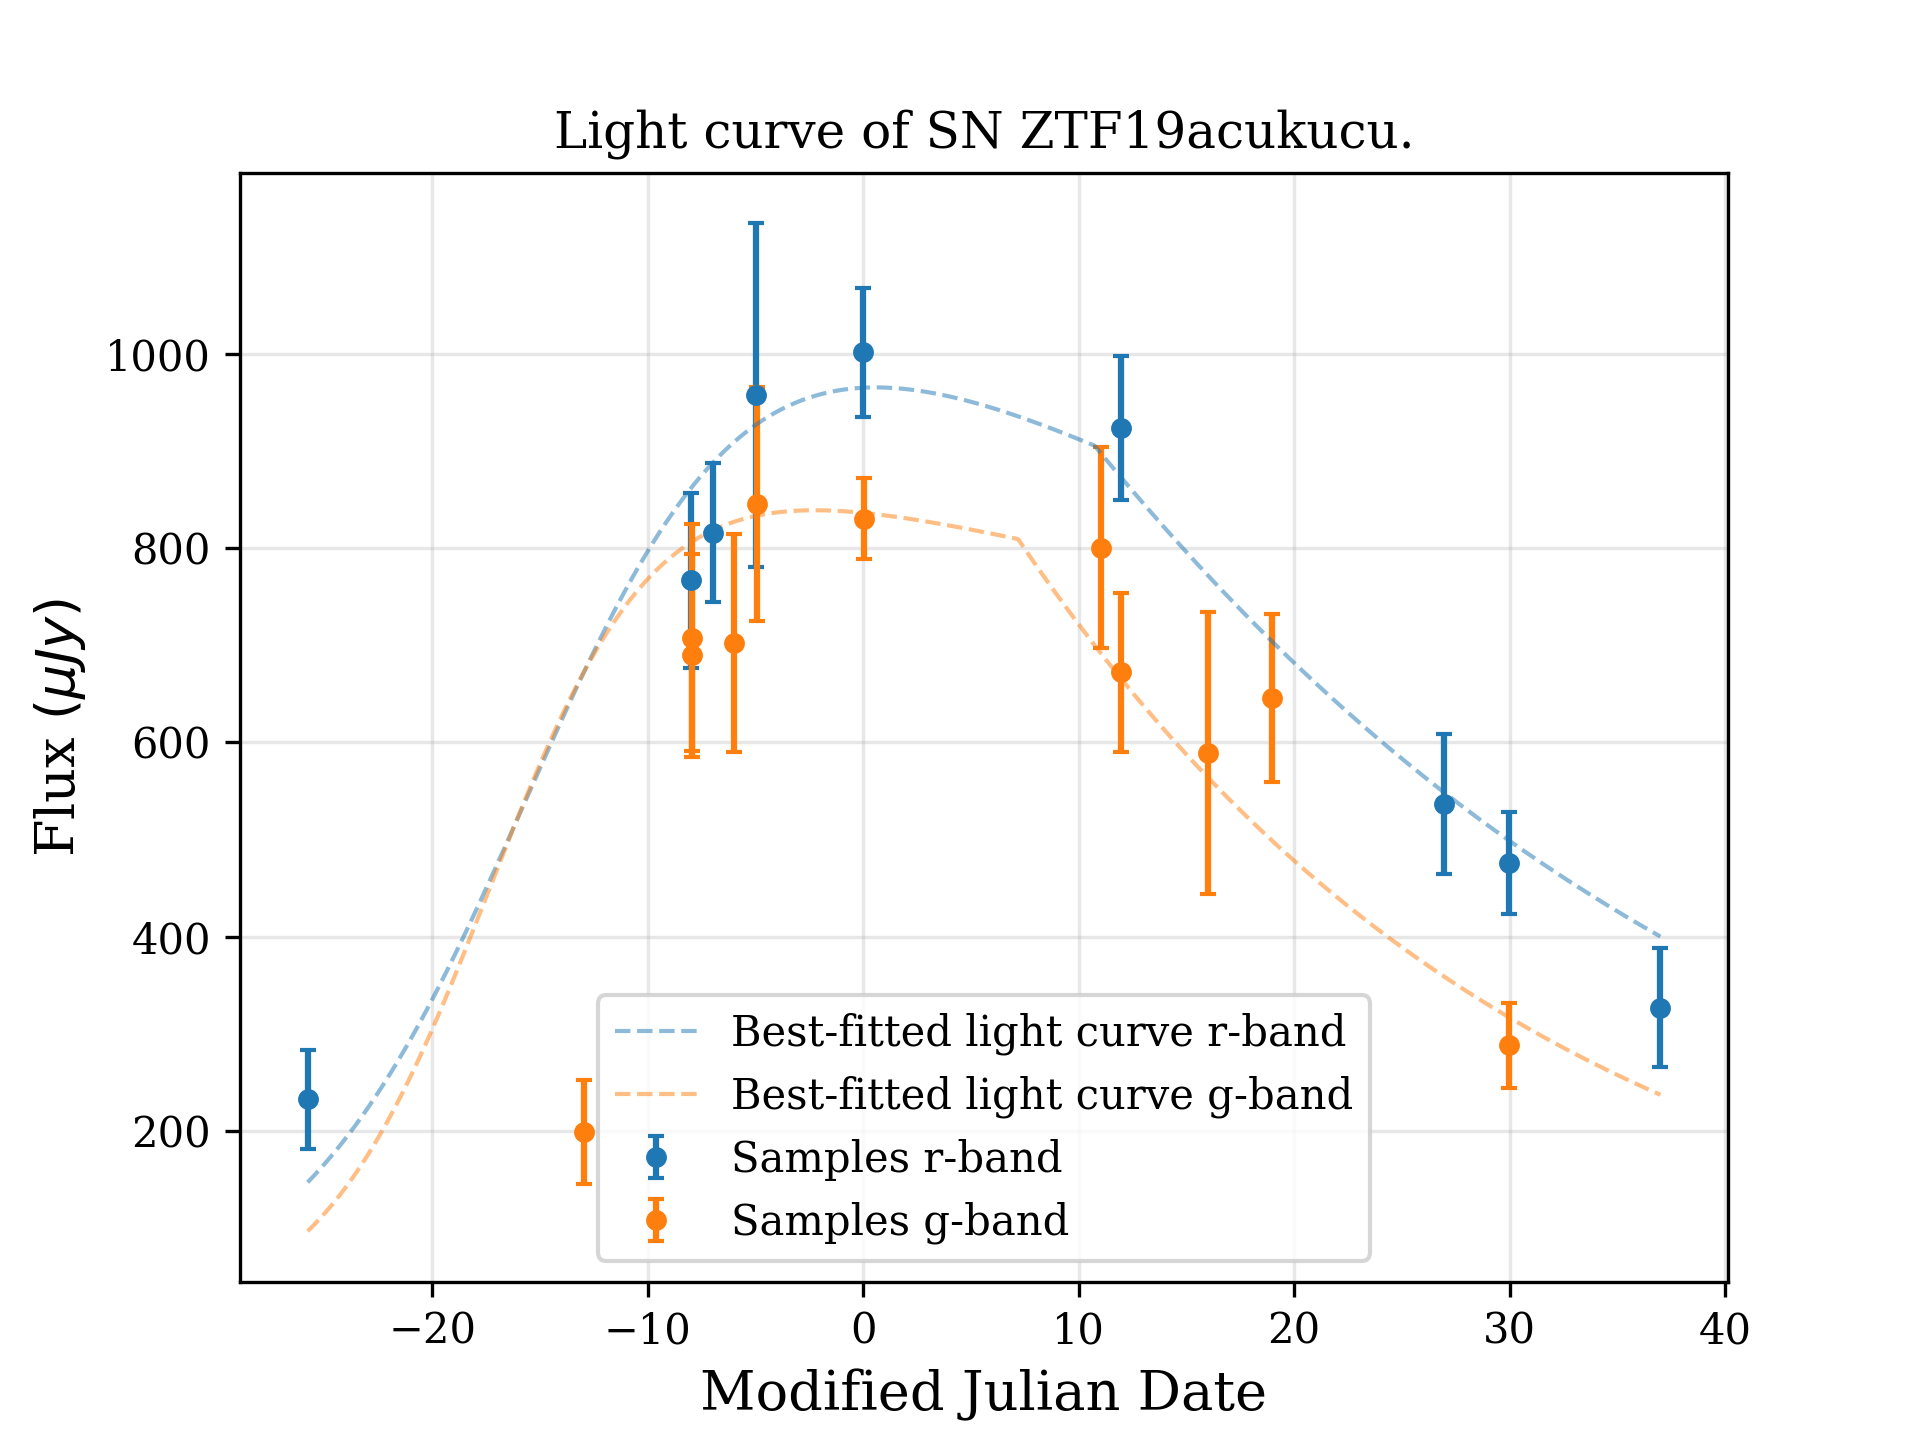 Light curve of SN ZTF19acukucu.
Flux (μJy)
1000
800
600
400
200
Best-fitted light curve r-band
Best-fitted light curve g-band
Samples r-band
Samples g-band
−20 −10 0 10 20 30 40
Modified Julian Date